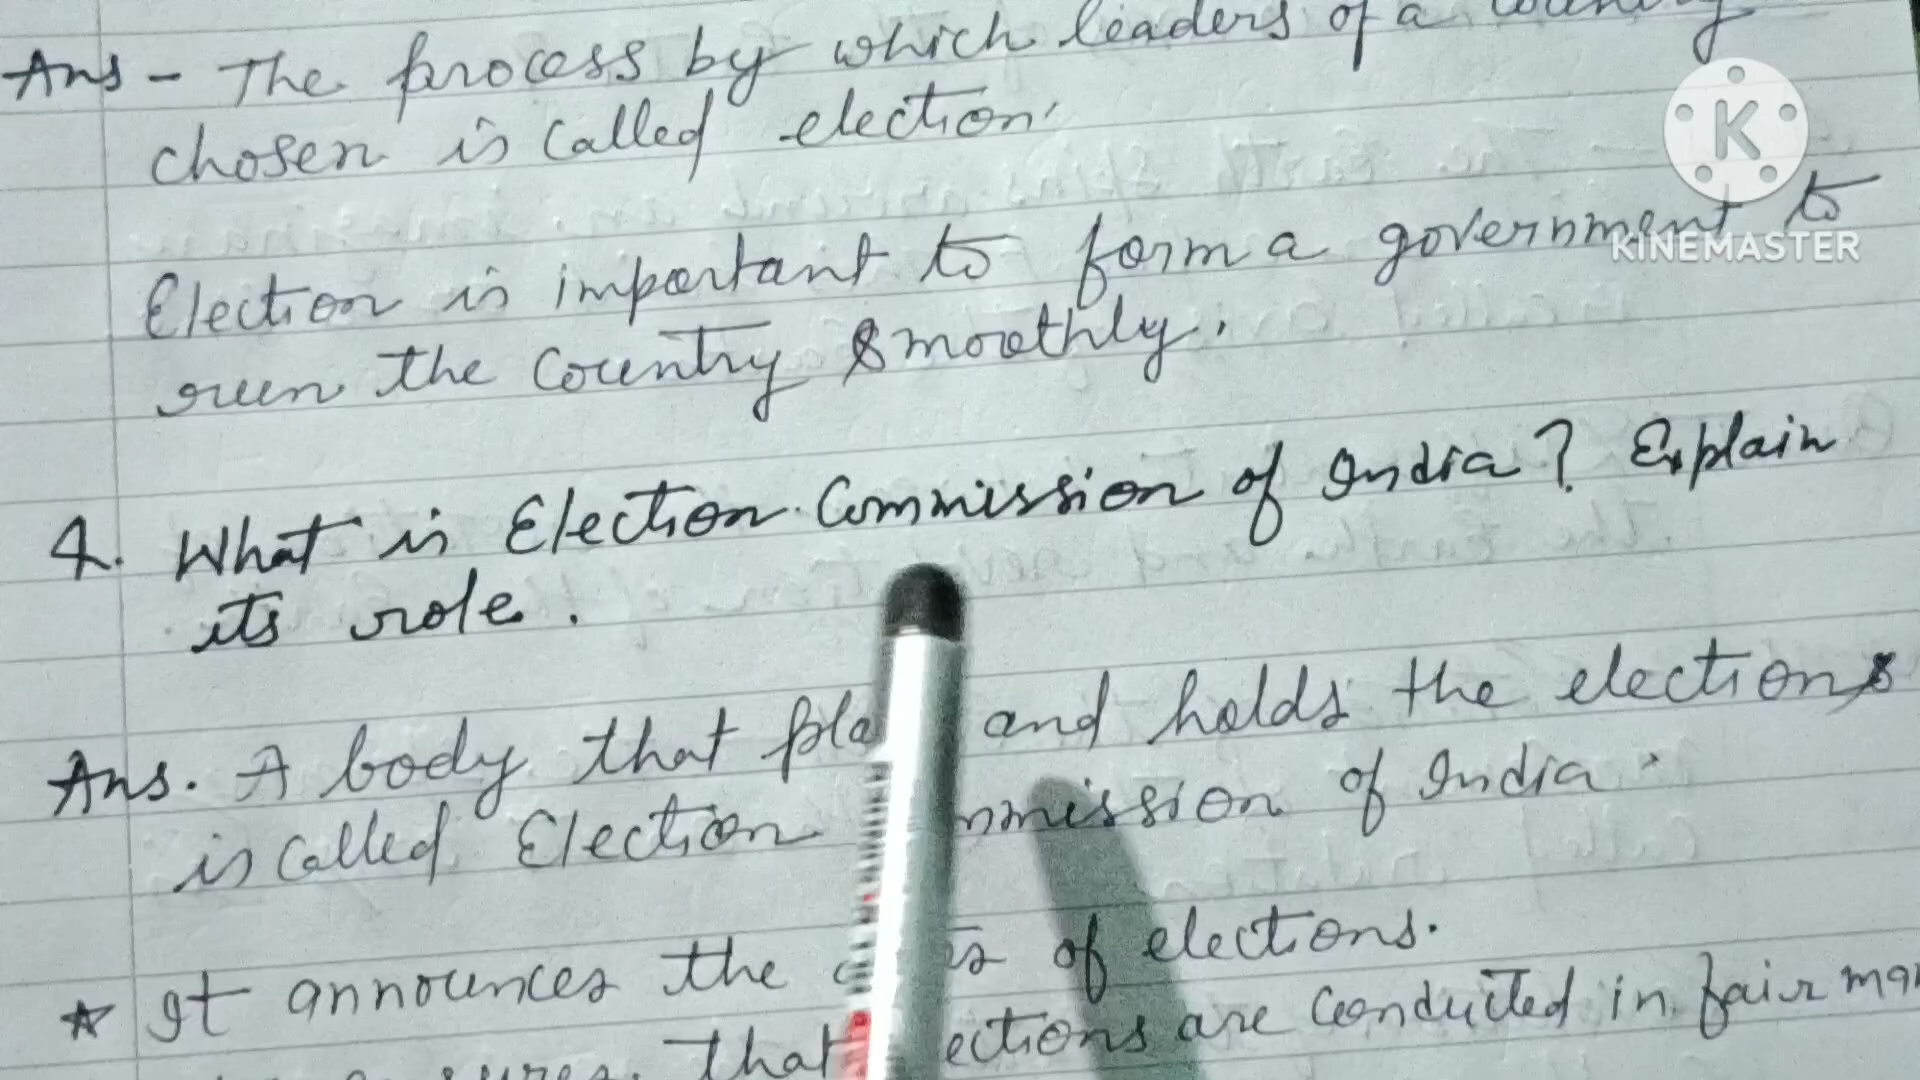 Ans - The process by which leaders of a country
chosen is called election.
Election is important to form a government to
run the Country smoothly.
4. What is Election Commission of India? Explain
its role.
Ans. A body that and holds the elections
is called Election of India.
★ It announces the of elections.
that are conducted in fair
K
KINEMASTER